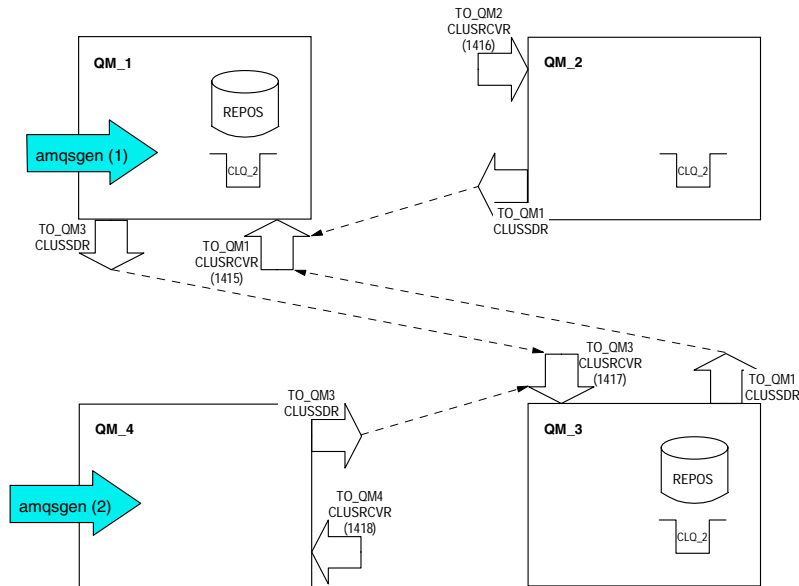 QM_1
REPOS
amqsgen (1)
CLQ_2
TO_QM3
CLUSSDR
TO_QM1
CLUSRCVR
(1415)
TO_QM2
CLUSRCVR
(1416)
QM_2
CLQ_2
TO_QM1
CLUSSDR
TO_QM3
CLUSSDR
QM_4
amqsgen (2)
TO_QM4
CLUSRCVR
(1418)
TO_QM3
CLUSRCVR
(1417)
TO_QM1
CLUSSDR
QM_3
REPOS
CLQ_2